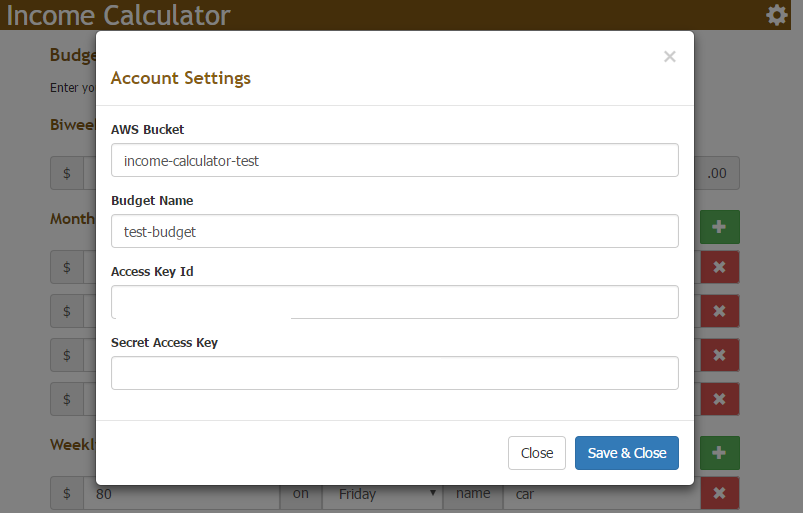 Income Calculator
Budge
Enter yo
Biweek
$ .00
Month
$
$
$
$
Weekl
$ 80 on Friday name car
×
Account Settings
AWS Bucket
income-calculator-test
Budget Name
test-budget
Access Key Id
Secret Access Key
Close Save & Close